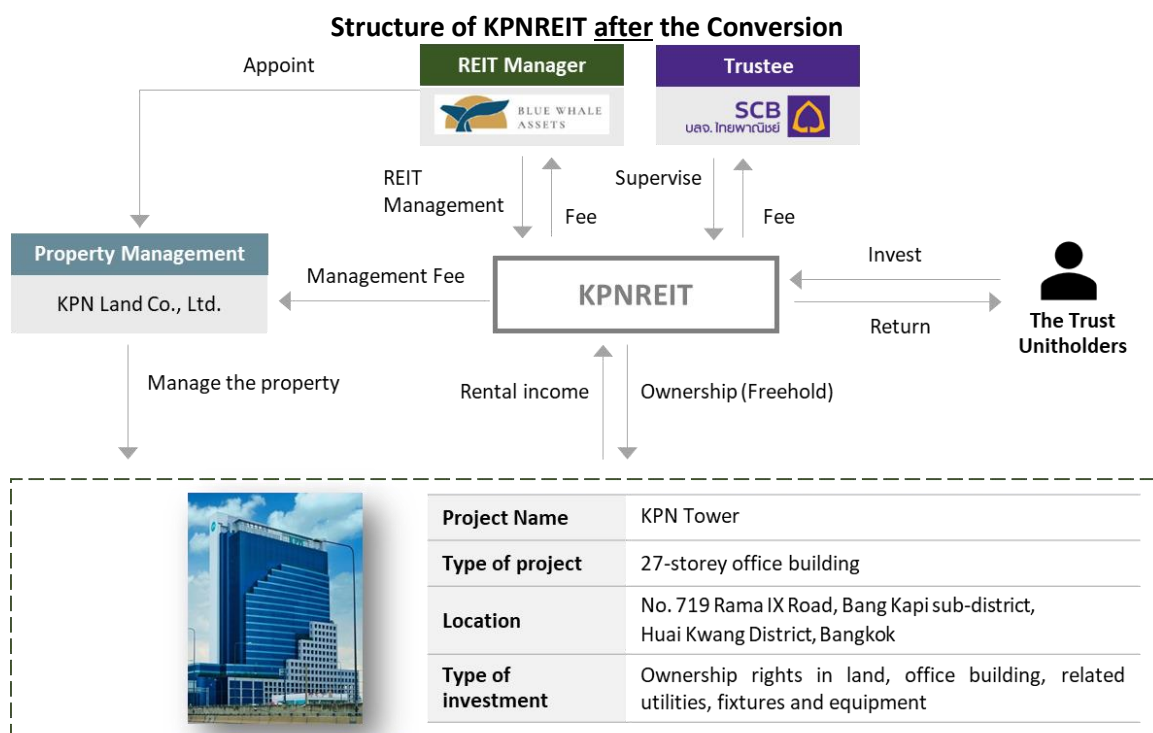 Structure of KPNREIT after the Conversion
Appoint
REIT Manager
BLUE WHALE
ASSETS
Trustee
SCB
บลจ. ไทยพาณิชย์
REIT
Management
Fee
Supervise
Fee
Property Management
KPN Land Co., Ltd.
Management Fee
KPNREIT
Invest
Return
The Trust
Unitholders
Manage the property
Rental income
Ownership (Freehold)
Project Name
KPN Tower
Type of project
27-storey office building
Location
No. 719 Rama IX Road, Bang Kapi sub-district,
Huai Kwang District, Bangkok
Type of
investment
Ownership rights in land, office building, related
utilities, fixtures and equipment